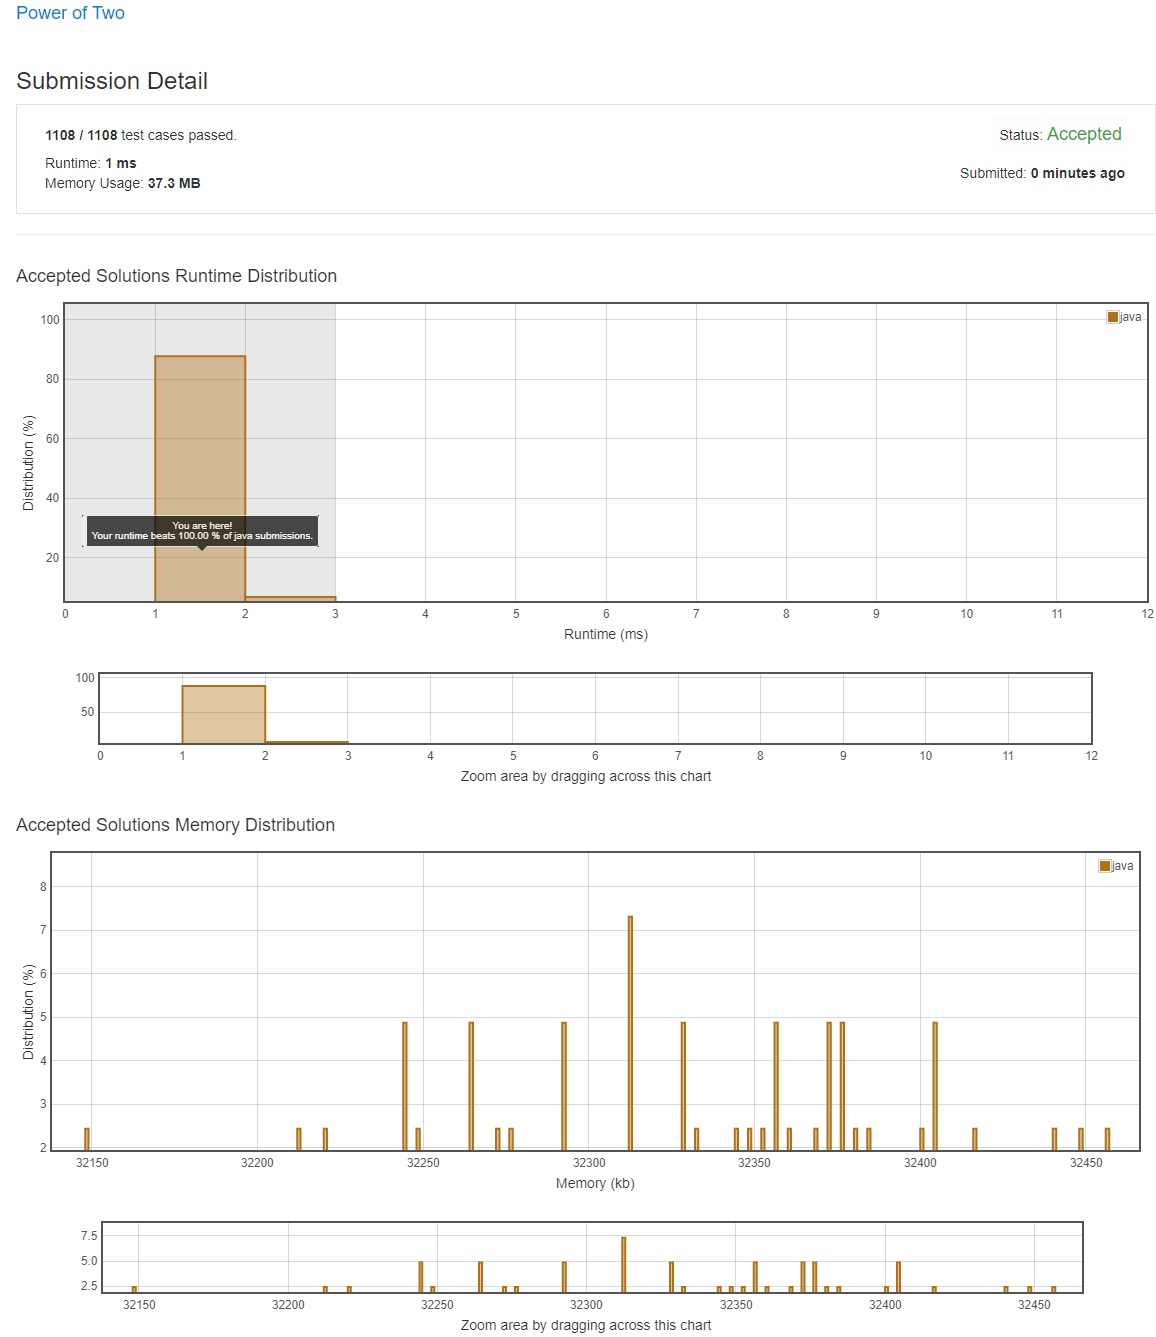 Power of Two
Submission Detail
1108 / 1108 test cases passed.
Status: Accepted
Runtime: 1 ms
Memory Usage: 37.3 MB
Submitted: 0 minutes ago
Accepted Solutions Runtime Distribution
java
100
80
60
40
20
Distribution (%)
You are here!
Your runtime beats 100.00 % of java submissions.
0 1 2 3 4 5 6 7 8 9 10 11 12
Runtime (ms)
100
50
0 1 2 3 4 5 6 7 8 9 10 11 12
Zoom area by dragging across this chart
Accepted Solutions Memory Distribution
java
8
7
6
5
4
3
2
Distribution (%)
32150 32200 32250 32300 32350 32400 32450
Memory (kb)
7.5
5.0
2.5
32150 32200 32250 32300 32350 32400 32450
Zoom area by dragging across this chart